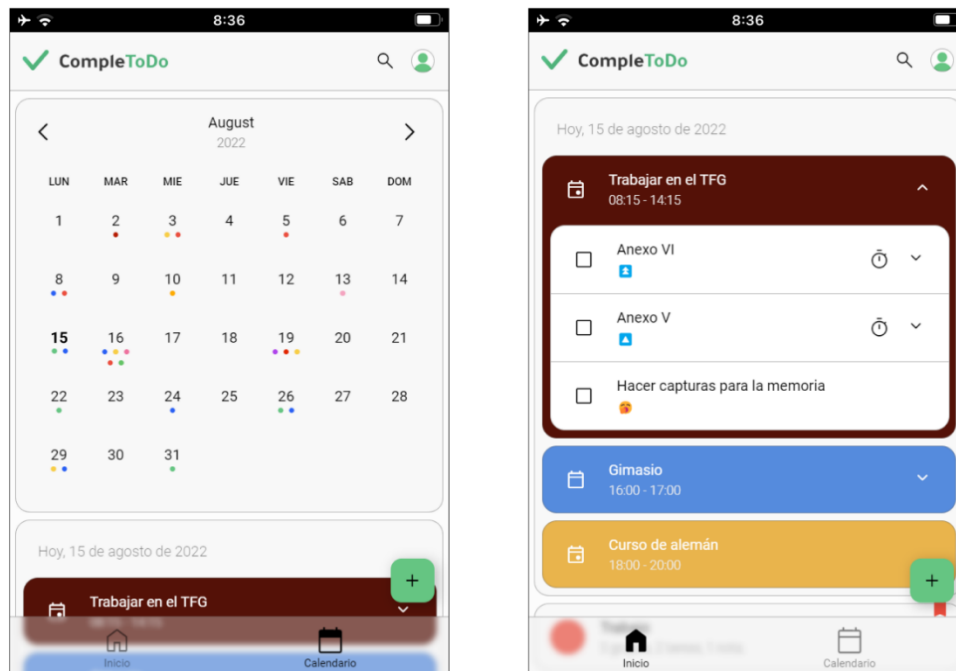 8:36
CompleToDo
August
2022
LUN MAR MIE JUE VIE SAB DOM
1 2 3 4 5 6 7
8 9 10 11 12 13 14
15 16 17 18 19 20 21
22 23 24 25 26 27 28
29 30 31
Hoy, 15 de agosto de 2022
Trabajar en el TFG
Inicio Calendario
8:36
CompleToDo
Hoy, 15 de agosto de 2022
Trabajar en el TFG
08:15 - 14:15
Anexo VI
Anexo V
Hacer capturas para la memoria
Gimasio
16:00 - 17:00
Curso de alemán
18:00 - 20:00
Inicio Calendario